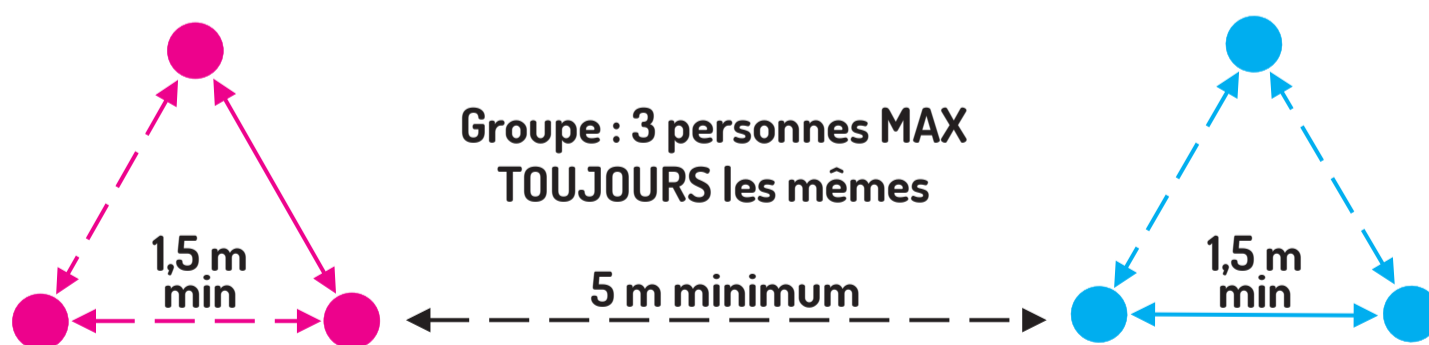 Groupe : 3 personnes MAX
TOUJOURS les mêmes
1,5 m
min
5 m minimum
1,5 m
min